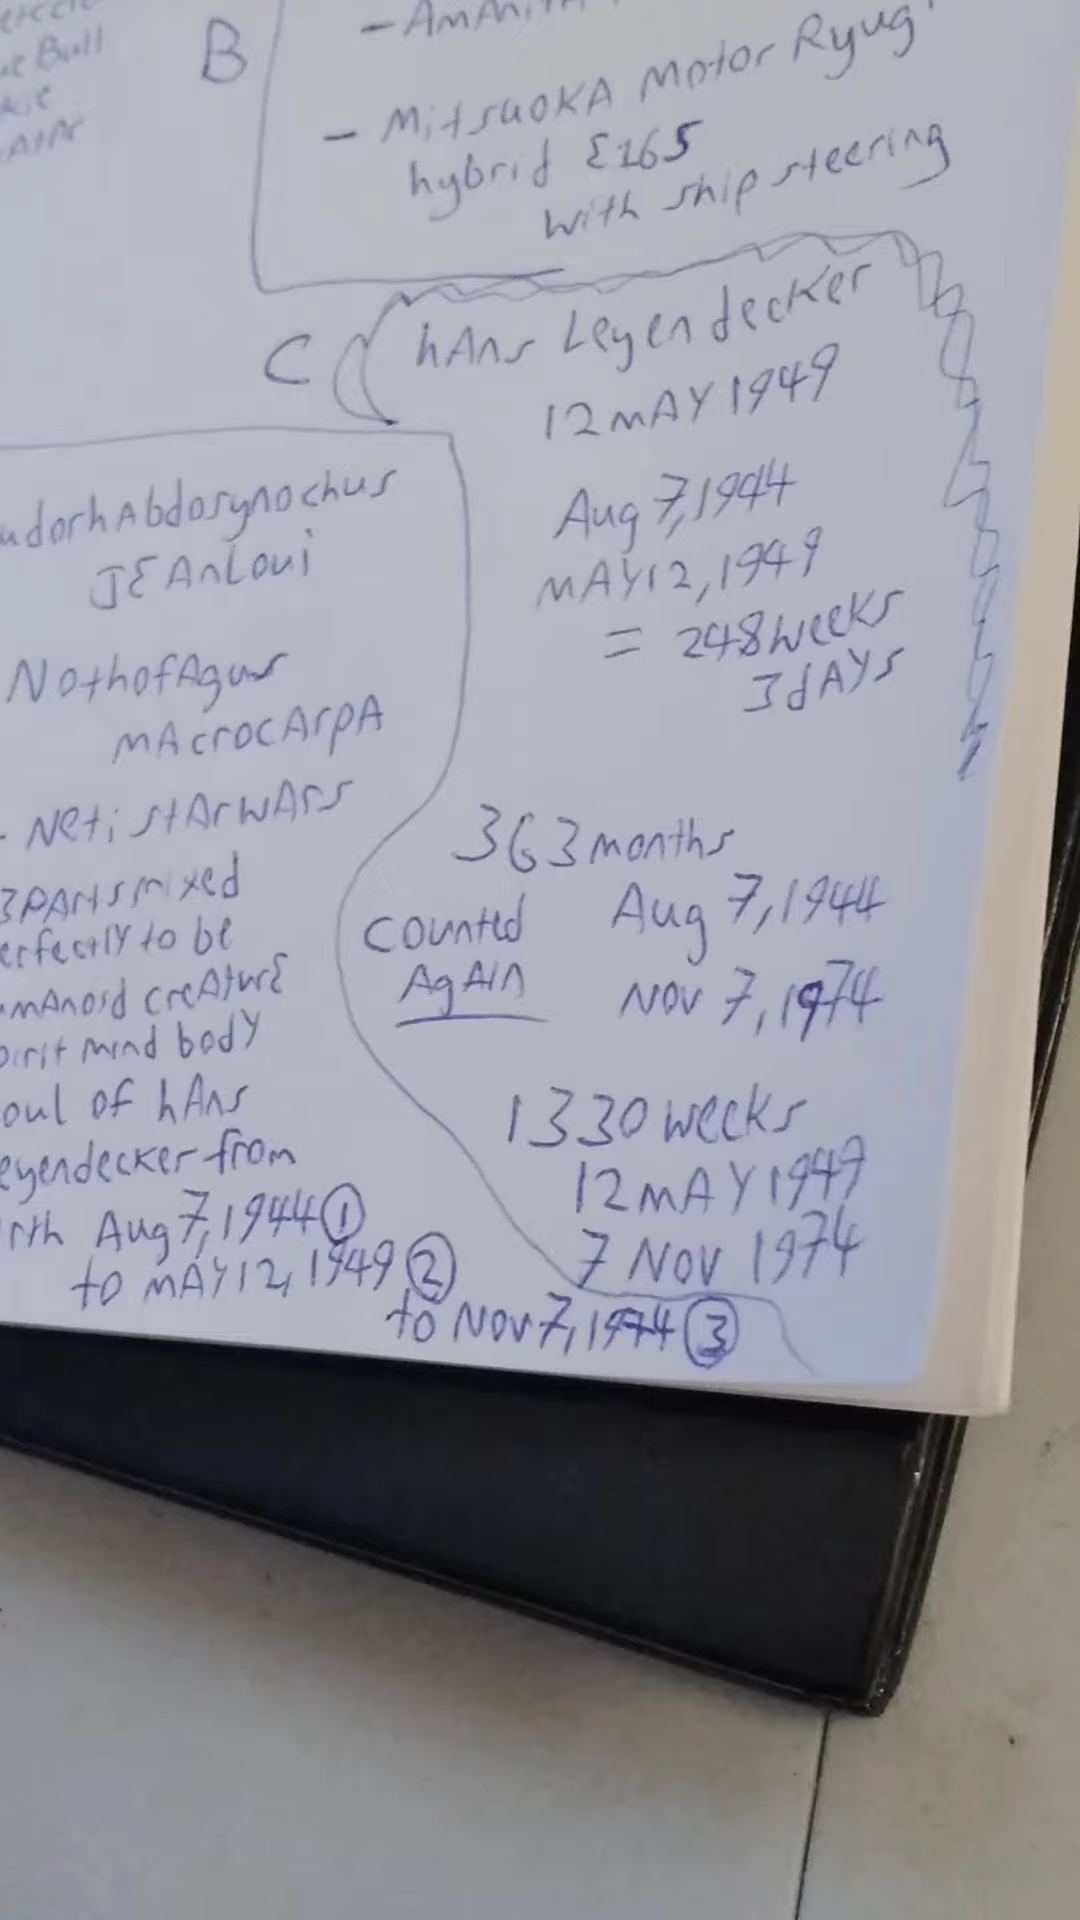 ue Bull
B
- Mitsuoka Motor Ryug
hybrid E165
with ship steering
C
hAns Leyendecker
12 mAY 1949
Aug 7, 1944
mAY 12, 1949
= 248 weeks
3 dAYs
udorhAbdosynochus
JEAnLoui
NothofAgus
mAcrocArpA
- Neti stArwArs
3 PArts mixed
erfectlY to be
umAnoid creAturE
pirit mind body
oul of hAns
eyendecker from
rth Aug 7, 1944 ①
to mAY 12, 1949 ②
to Nov 7, 1974 ③
363 months
counted
AgAin
Aug 7, 1944
Nov 7, 1974
1330 weeks
12 mAY 1949
7 Nov 1974